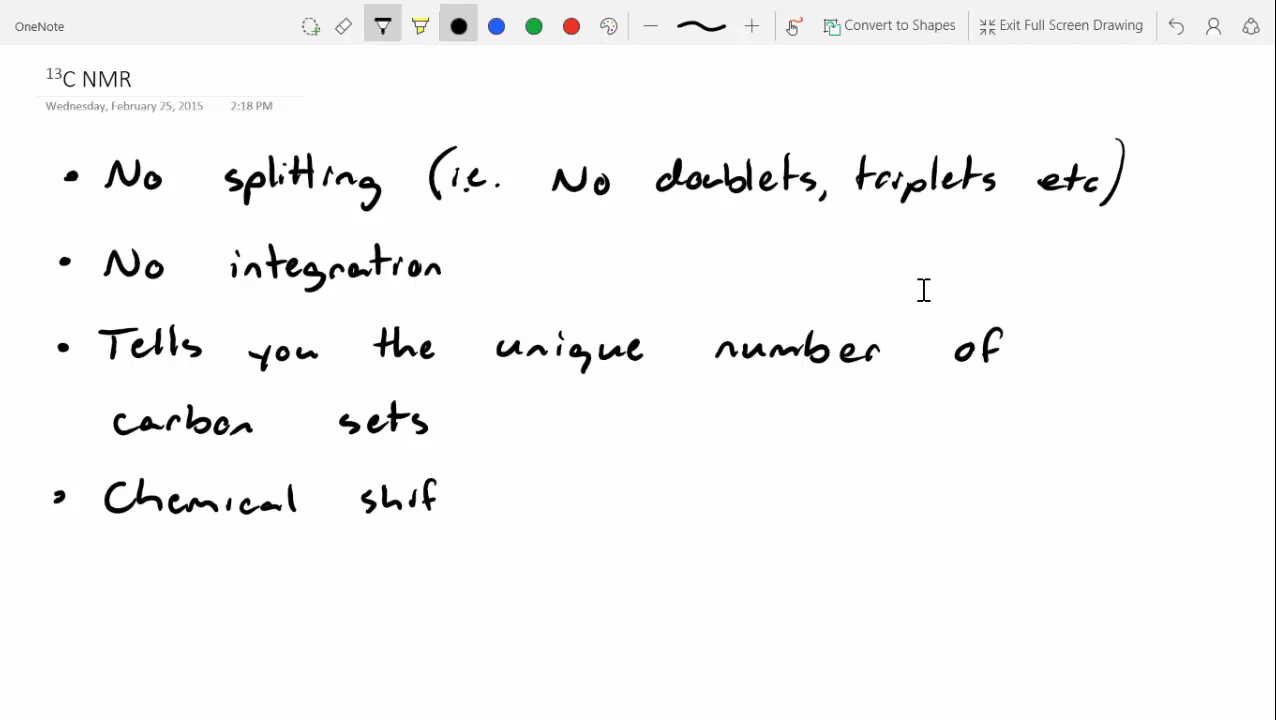 OneNote
Convert to Shapes
Exit Full Screen Drawing
¹³C NMR
Wednesday, February 25, 2015 2:18 PM
• No splitting (i.e. No doublets, triplets etc)
• No integration
• Tells you the unique number of
carbon sets
• Chemical shif